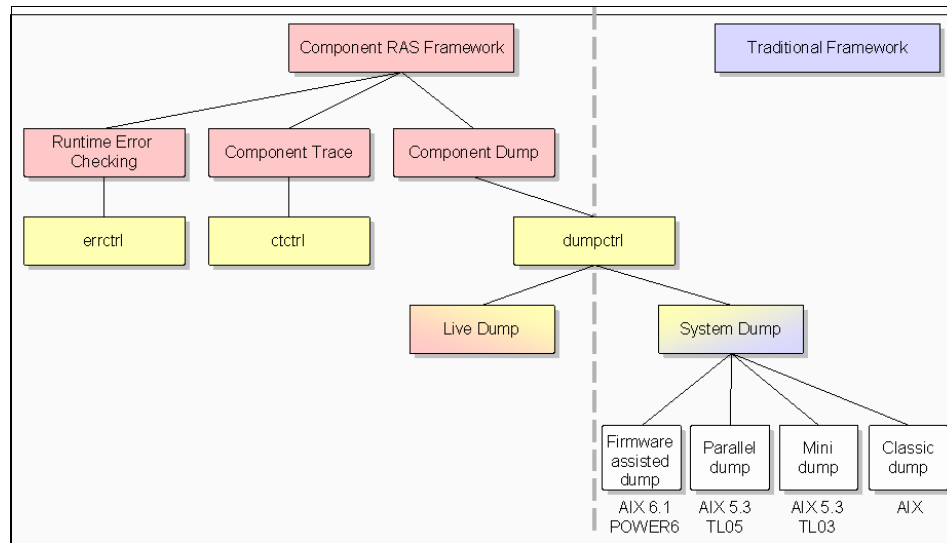 Component RAS Framework
Traditional Framework
Runtime Error
Checking
Component Trace
Component Dump
errctrl
ctctrl
dumpctrl
Live Dump
System Dump
Firmware
assisted
dump
Parallel
dump
Mini
dump
Classic
dump
AIX 6.1
POWER6
AIX 5.3
TL05
AIX 5.3
TL03
AIX